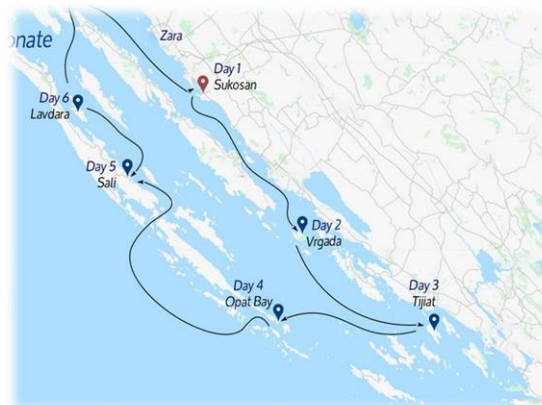 onate
Zara
Day 1
Sukosan
Day 6
Lavdara
Day 5
Sali
Day 2
Vrgada
Day 4
Opat Bay
Day 3
Tijiat